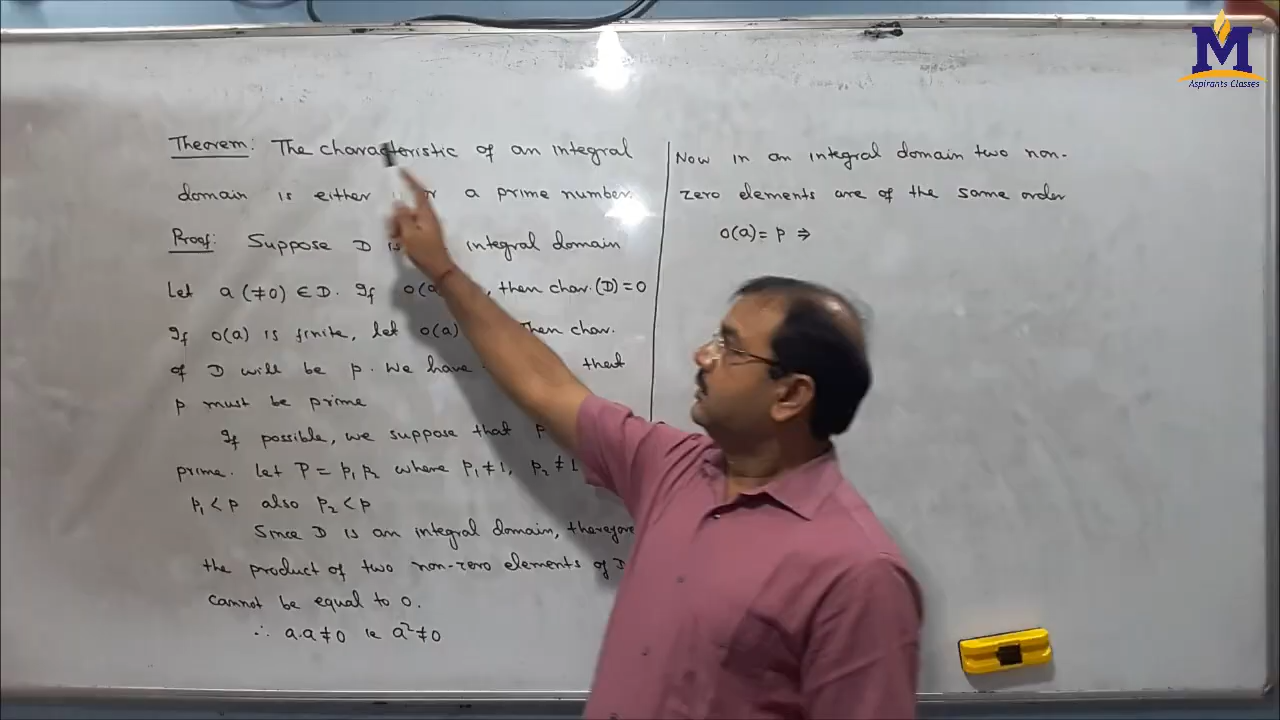 M
Aspirants Classes
Theorem: The characteristic of an integral
domain is either a prime number.
Proof: Suppose D is integral domain
Let a (≠0) ∈ D. If o(a , then char. (D) = 0
If o(a) is finite, let o(a) Then char.
of D will be p. We have that
p must be prime
If possible, we suppose that p
prime. Let P = p₁ p₂ where p₁ ≠ 1, p₂ ≠ 1
p₁ < p also p₂ < p
Since D is an integral domain, therefore
the product of two non-zero elements of D
cannot be equal to 0.
∴ a.a ≠ 0 ie a² ≠ 0
Now in an integral domain two non-
zero elements are of the same order
o(a) = p ⇒